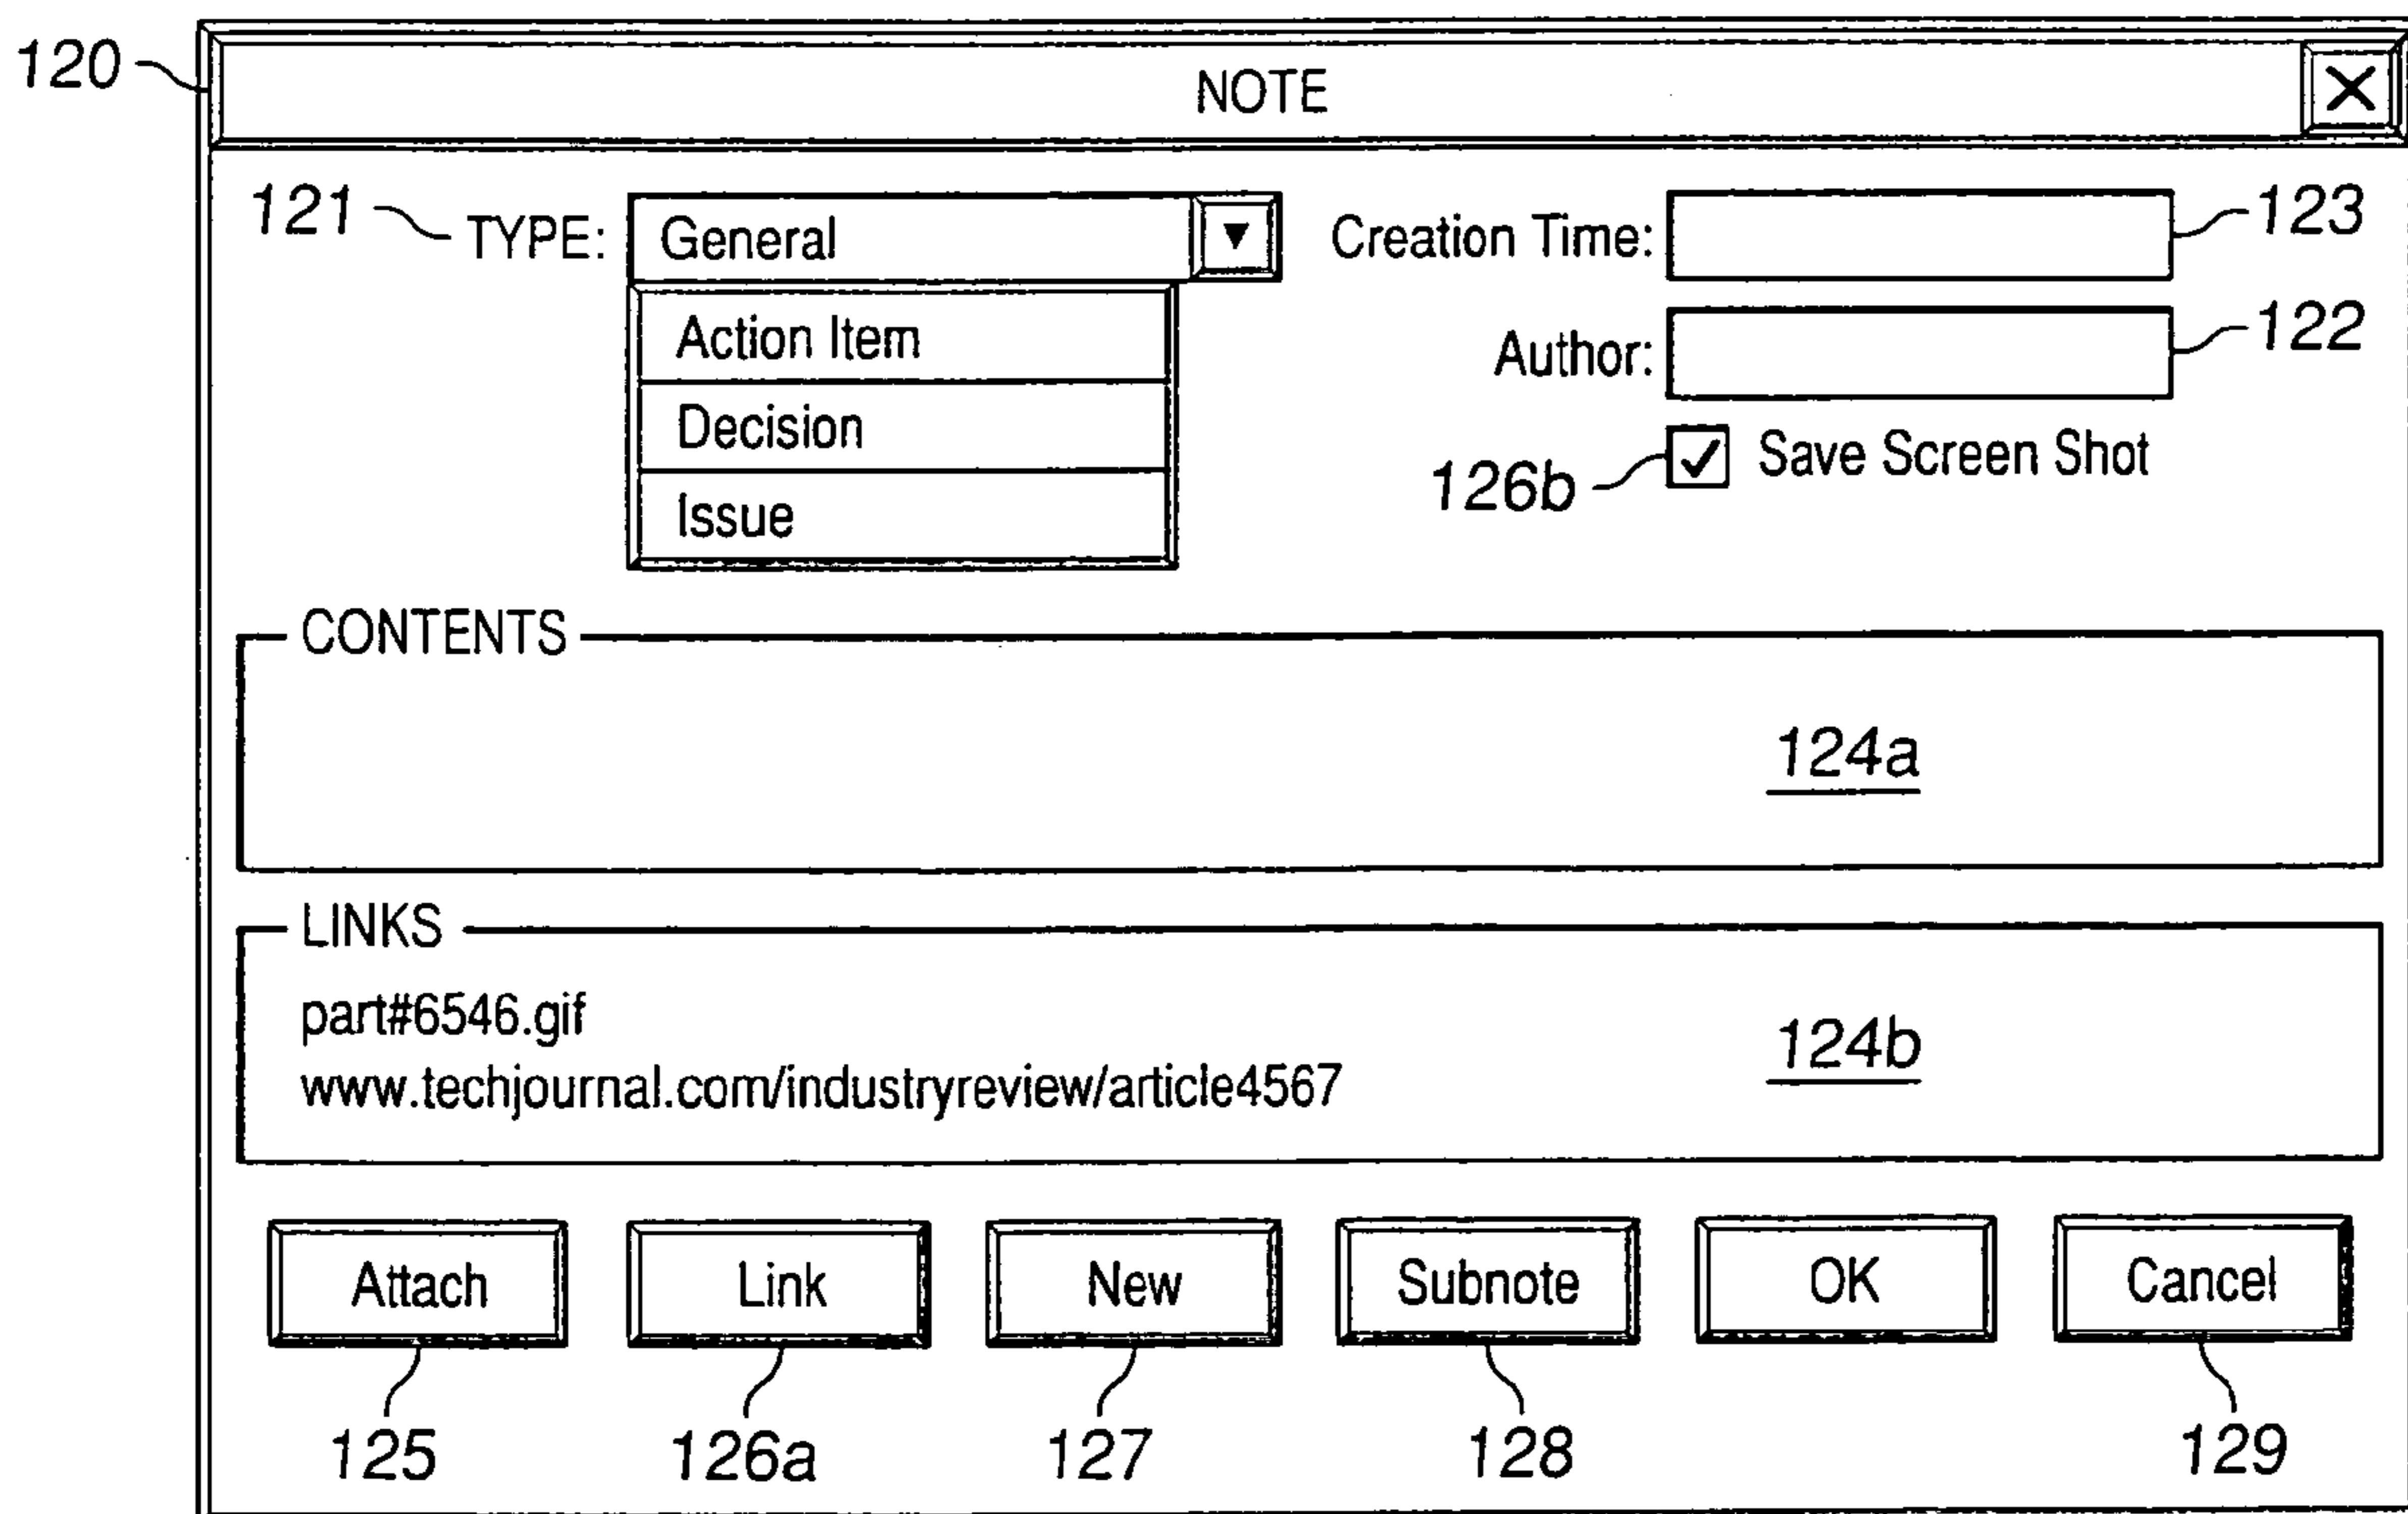 120 NOTE X
121 TYPE: General Creation Time: 123
Action Item Author: 122
Decision 126b Save Screen Shot
Issue
CONTENTS
124a
LINKS
part#6546.gif
124b
www.techjournal.com/industryreview/article4567
Attach Link New Subnote OK Cancel
125 126a 127 128 129